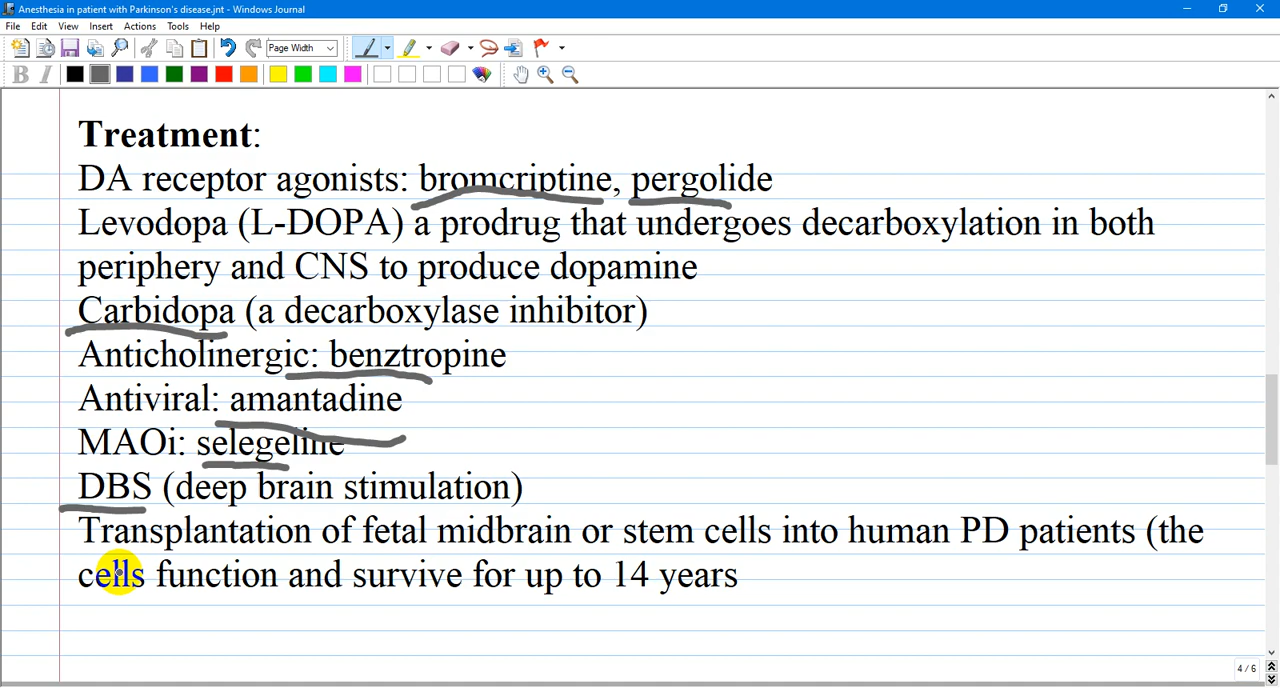 Anesthesia in patient with Parkinson's disease.jnt - Windows Journal
File Edit View Insert Actions Tools Help
Page Width
B I
Treatment:
DA receptor agonists: bromcriptine, pergolide
Levodopa (L-DOPA) a prodrug that undergoes decarboxylation in both
periphery and CNS to produce dopamine
Carbidopa (a decarboxylase inhibitor)
Anticholinergic: benztropine
Antiviral: amantadine
MAOi: selegeline
DBS (deep brain stimulation)
Transplantation of fetal midbrain or stem cells into human PD patients (the
cells function and survive for up to 14 years
4 / 6